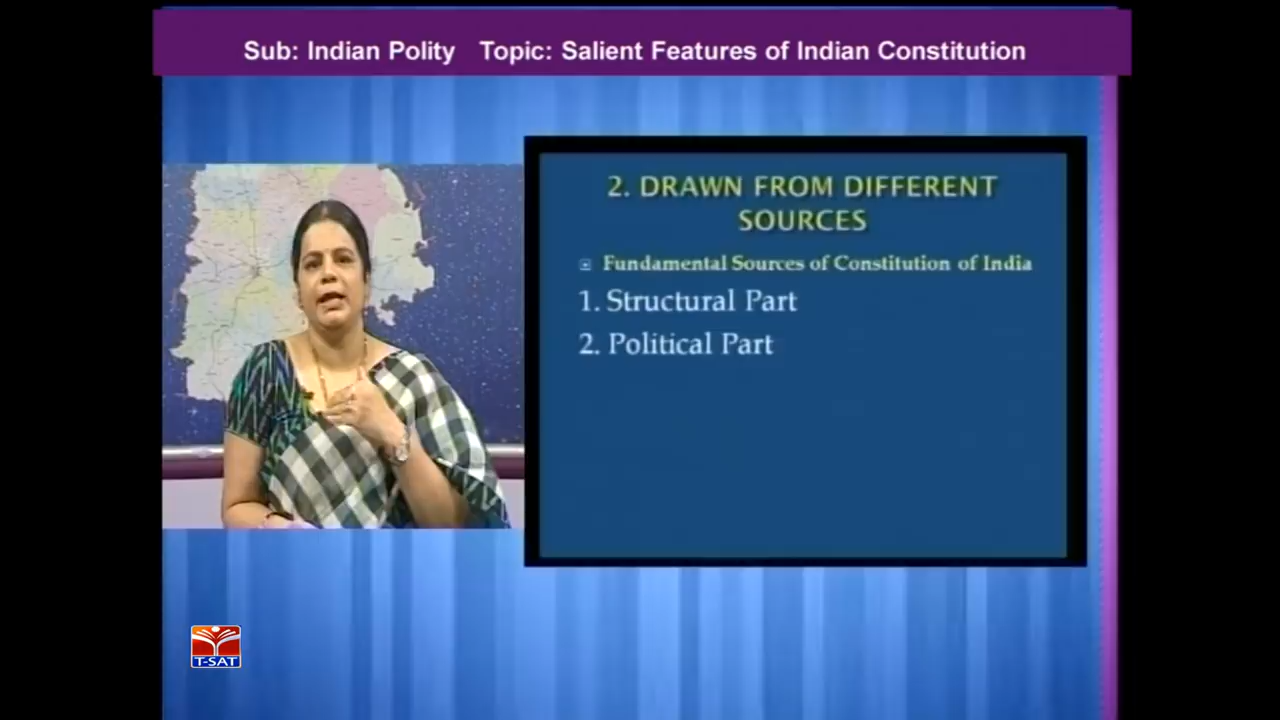 Sub: Indian Polity Topic: Salient Features of Indian Constitution
2. DRAWN FROM DIFFERENT
SOURCES
Fundamental Sources of Constitution of India
1. Structural Part
2. Political Part
T-SAT